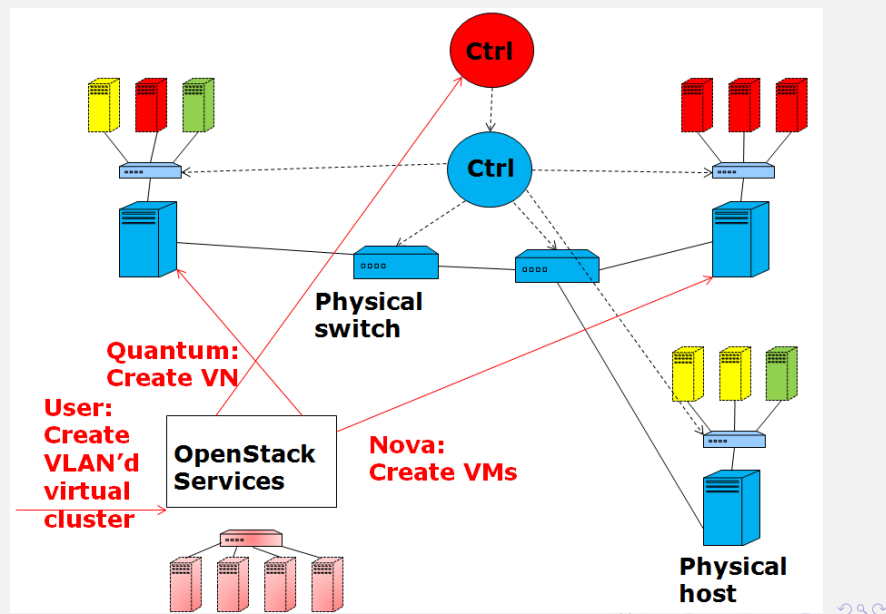 Ctrl
Ctrl
Physical
switch
Quantum:
Create VN
User:
Create
VLAN’d
virtual
cluster
OpenStack
Services
Nova:
Create VMs
Physical
host